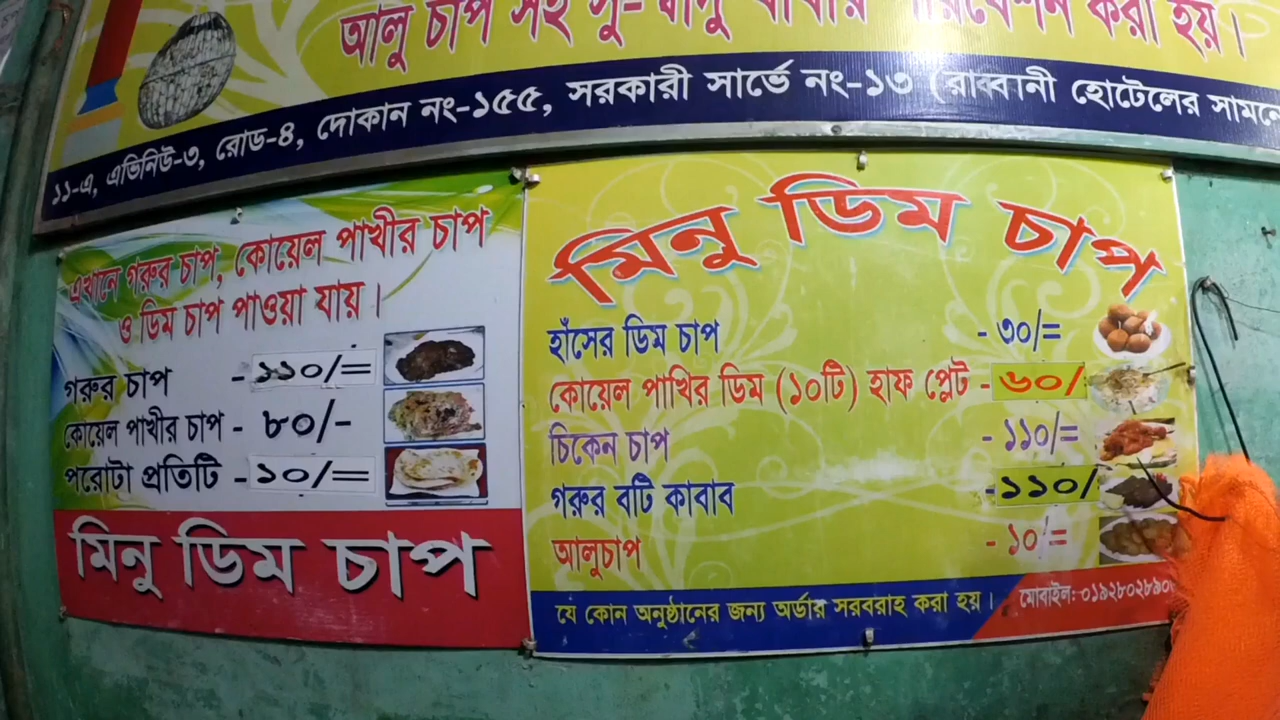 আলু চাপ সহ সু-স্বাদু খাবার পরিবেশন করা হয়।
১১-এ, এভিনিউ-৩, রোড-৪, দোকান নং-১৫৫, সরকারী সার্ভে নং-১৩ (রাব্বানী হোটেলের সামনে
এখানে গরুর চাপ, কোয়েল পাখীর চাপ
ও ডিম চাপ পাওয়া যায়।
গরুর চাপ - ১১০/=
কোয়েল পাখীর চাপ - ৮০/-
পরোটা প্রতিটি - ১০/=
মিনু ডিম চাপ
মিনু ডিম চাপ
হাঁসের ডিম চাপ - ৩০/=
কোয়েল পাখির ডিম (১০টি) হাফ প্লেট - ৬০/
চিকেন চাপ - ১১০/=
গরুর বটি কাবাব - ১১০/
আলুচাপ - ১০/=
যে কোন অনুষ্ঠানের জন্য অর্ডার সরবরাহ করা হয়।
মোবাইল: ০১৯২৮০২৮৯০